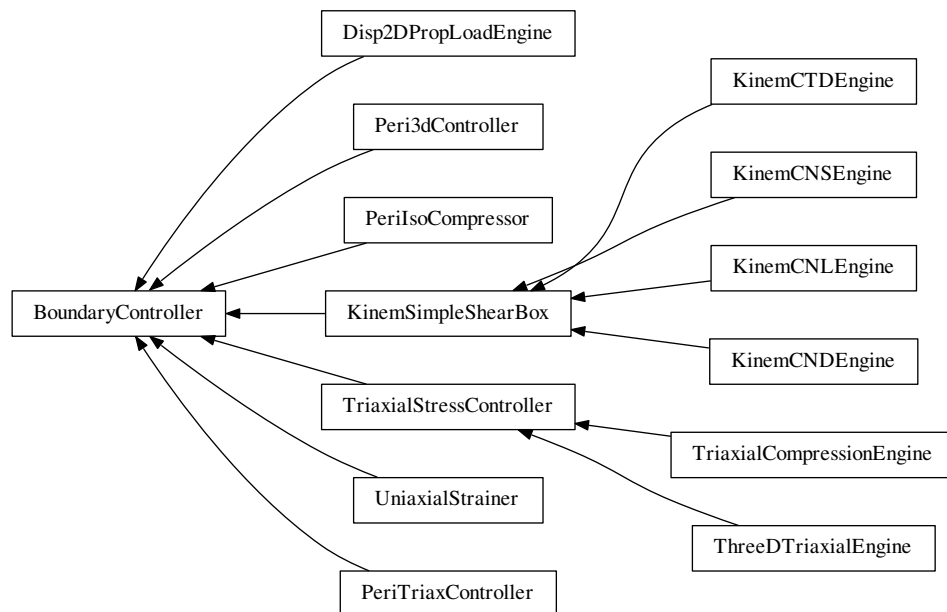 Disp2DPropLoadEngine
KinemCTDEngine
Peri3dController
KinemCNSEngine
PeriIsoCompressor
KinemCNLEngine
BoundaryController
KinemSimpleShearBox
KinemCNDEngine
TriaxialStressController
TriaxialCompressionEngine
UniaxialStrainer
ThreeDTriaxialEngine
PeriTriaxController